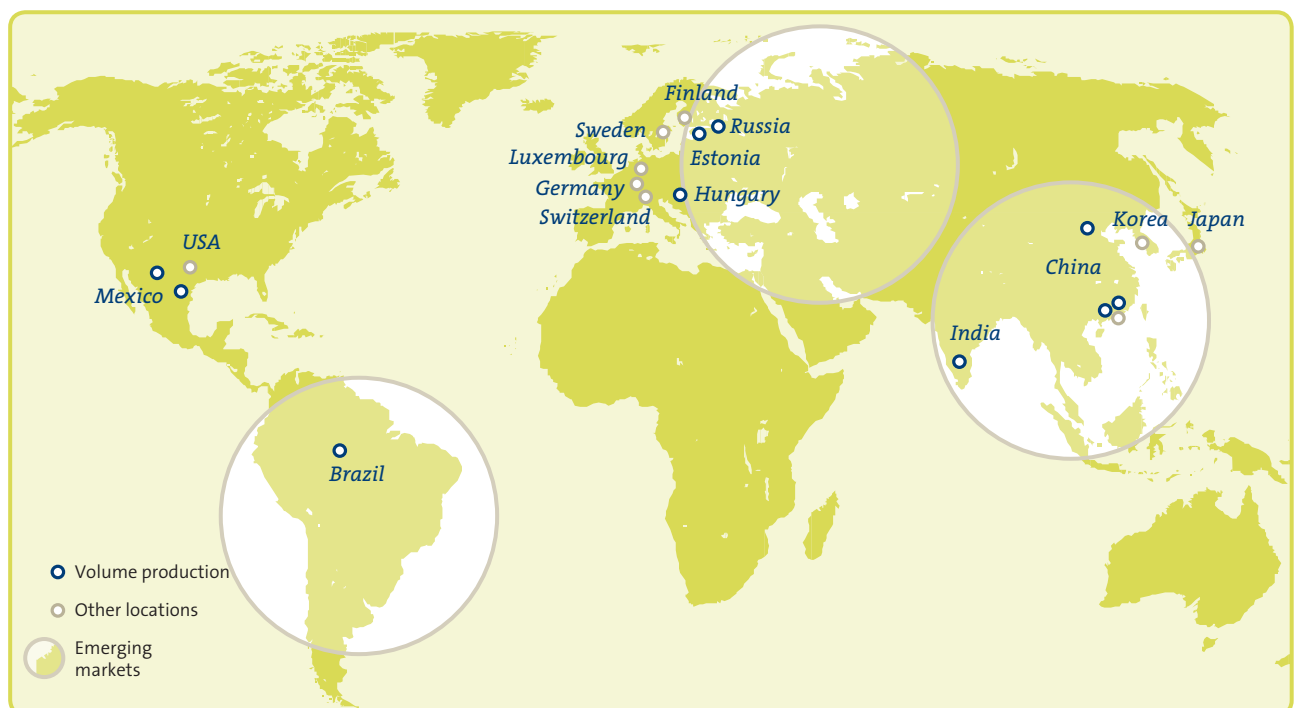 Finland
Sweden
Russia
Luxembourg
Estonia
Germany
Hungary
Switzerland
USA
Mexico
Korea
Japan
China
India
Brazil
Volume production
Other locations
Emerging
markets